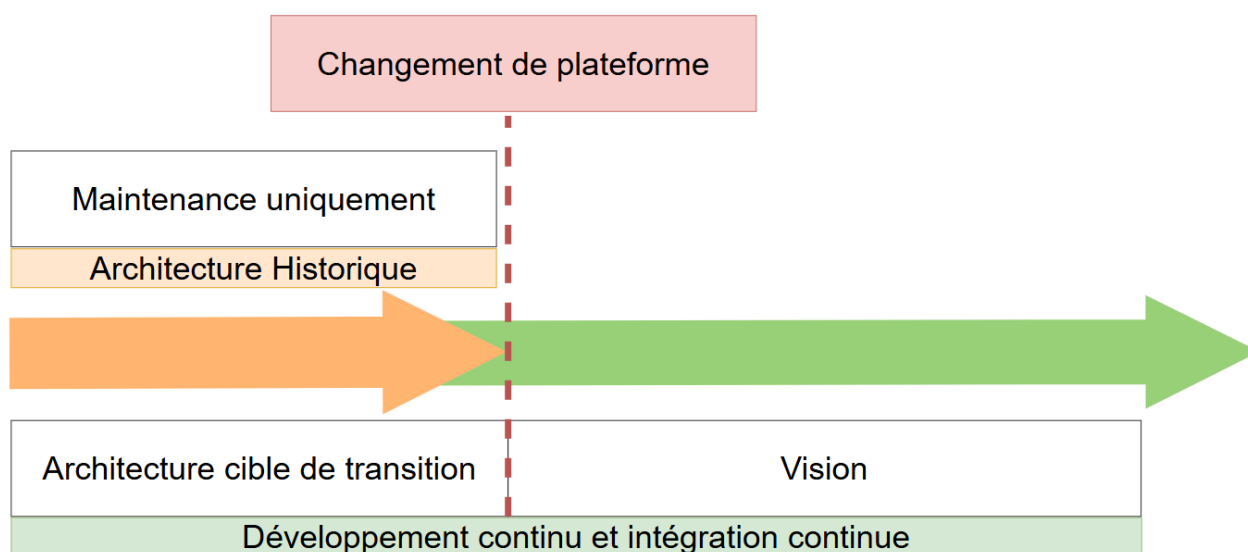 Changement de plateforme
Maintenance uniquement
Architecture Historique
Architecture cible de transition
Vision
Développement continu et intégration continue